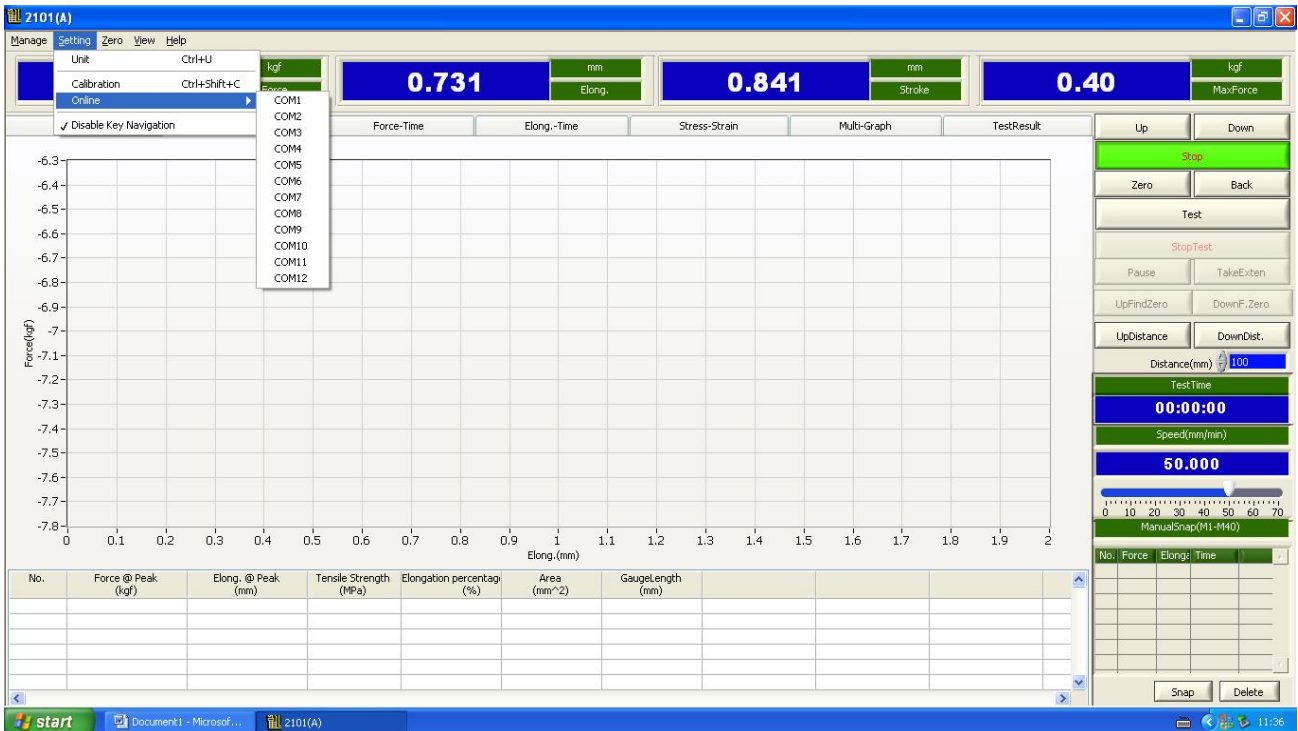 2101(A)
Manage Setting Zero View Help
Unit Ctrl+U
Calibration Ctrl+Shift+C
Online
✓ Disable Key Navigation
COM1
COM2
COM3
COM4
COM5
COM6
COM7
COM8
COM9
COM10
COM11
COM12
kgf
0.731 mm Elong.
0.841 mm Stroke
0.40 kgf MaxForce
Force-Time Elong.-Time Stress-Strain Multi-Graph TestResult
Up Down
Stop
Zero Back
Test
StopTest
Pause TakeExten
UpFindZero DownF.Zero
UpDistance DownDist.
Distance(mm) 100
TestTime
00:00:00
Speed(mm/min)
50.000
0 10 20 30 40 50 60 70
ManualSnap(M1-M40)
No. Force Elonga Time
Snap Delete
Force(kgf)
-6.3
-6.4
-6.5
-6.6
-6.7
-6.8
-6.9
-7
-7.1
-7.2
-7.3
-7.4
-7.5
-7.6
-7.7
-7.8
0 0.1 0.2 0.3 0.4 0.5 0.6 0.7 0.8 0.9 1 1.1 1.2 1.3 1.4 1.5 1.6 1.7 1.8 1.9 2
Elong.(mm)
No. Force @ Peak Elong. @ Peak Tensile Strength Elongation percentag Area GaugeLength
(kgf) (mm) (MPa) (%) (mm^2) (mm)
start Document1 - Microsof... 2101(A) 11:36